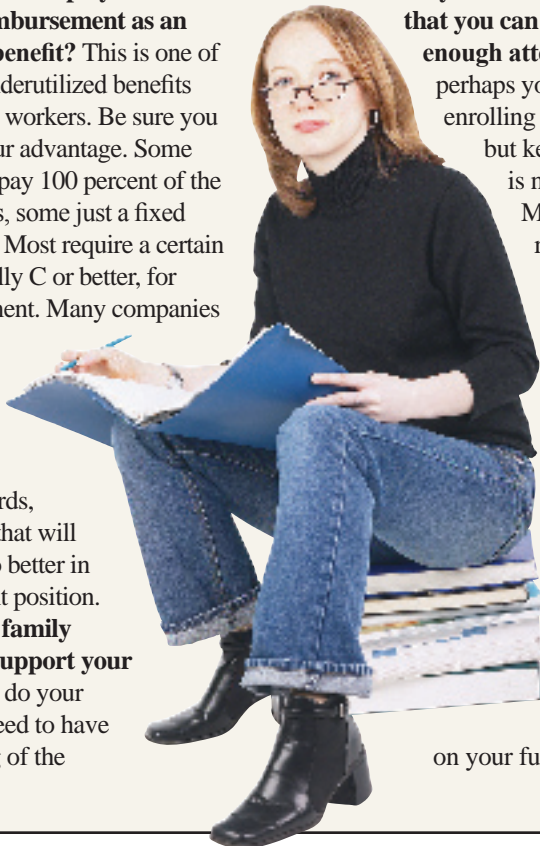 mbursement as an
benefit? This is one of
derutilized benefits
workers. Be sure you
ur advantage. Some
pay 100 percent of the
s, some just a fixed
Most require a certain
lly C or better, for
nent. Many companies
rds,
that will
o better in
t position.
family
upport your
do your
eed to have
g of the
that you can
enough atte
perhaps yo
enrolling
but ke
is n
M
on your fu